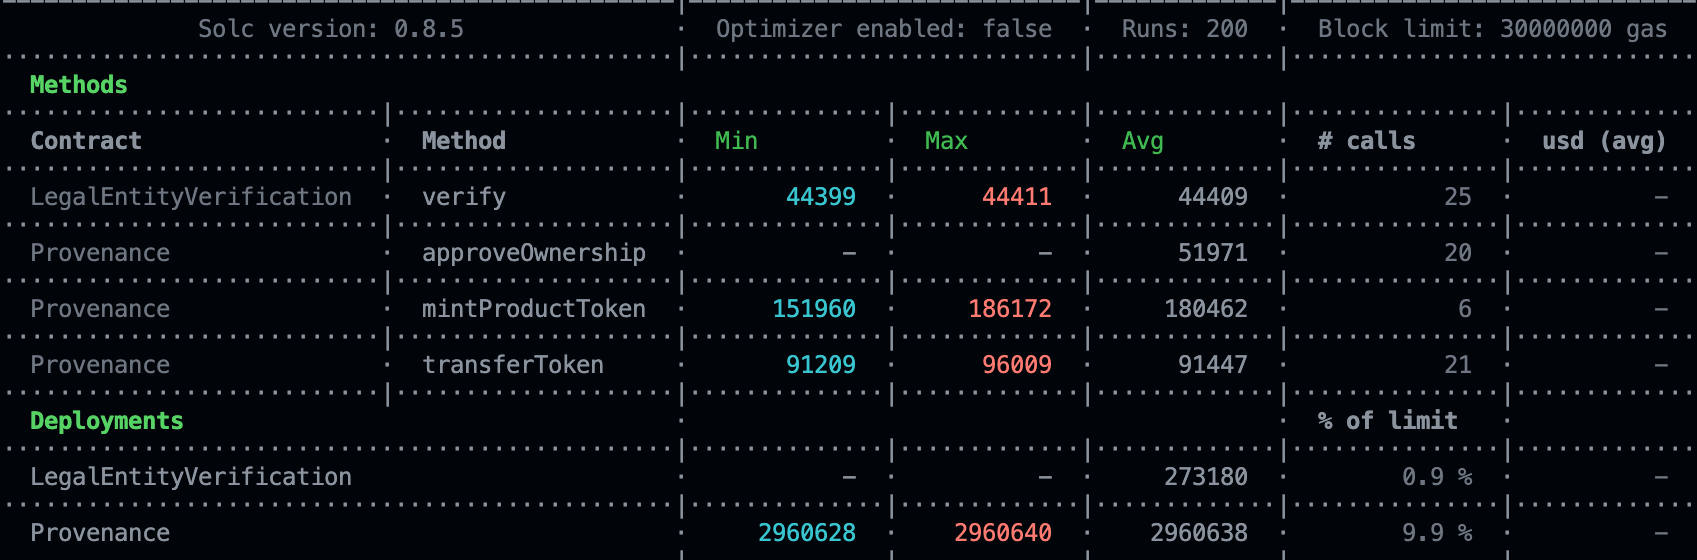 Solc version: 0.8.5 · Optimizer enabled: false · Runs: 200 · Block limit: 30000000 gas
Methods
Contract · Method · Min · Max · Avg · # calls · usd (avg)
LegalEntityVerification · verify · 44399 · 44411 · 44409 · 25 · –
Provenance · approveOwnership · – · – · 51971 · 20 · –
Provenance · mintProductToken · 151960 · 186172 · 180462 · 6 · –
Provenance · transferToken · 91209 · 96009 · 91447 · 21 · –
Deployments · · % of limit ·
LegalEntityVerification · – · – · 273180 · 0.9 % · –
Provenance · 2960628 · 2960640 · 2960638 · 9.9 % · –